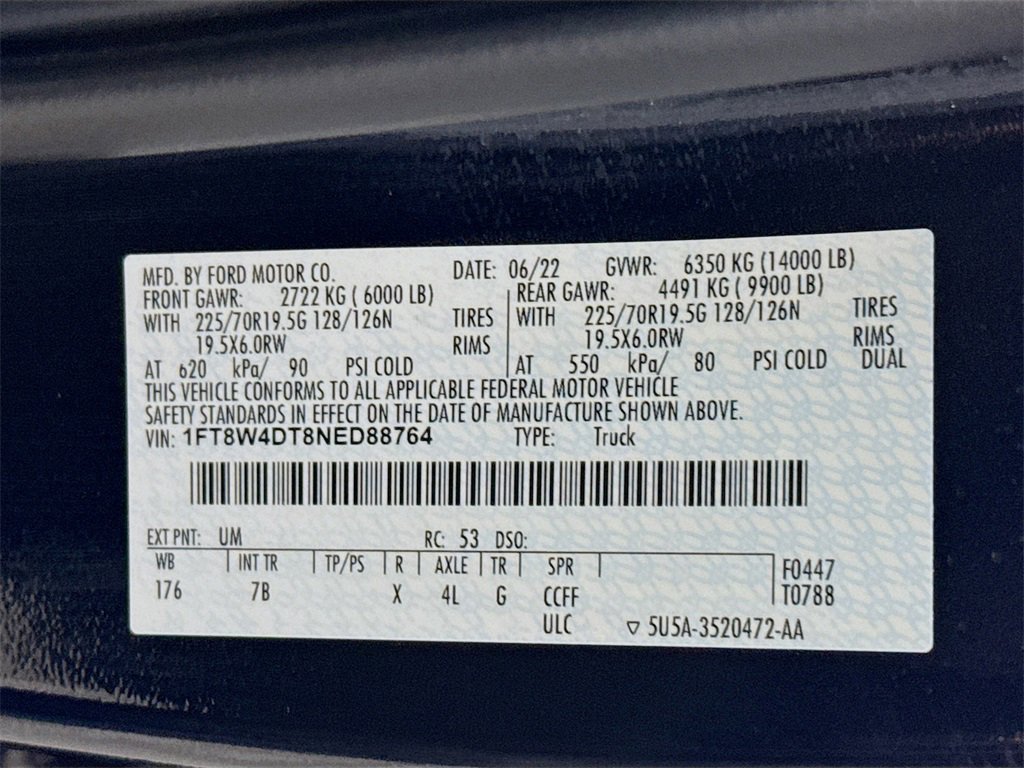 MFD. BY FORD MOTOR CO. DATE: 06/22 GVWR: 6350 KG (14000 LB)
FRONT GAWR: 2722 KG ( 6000 LB) REAR GAWR: 4491 KG ( 9900 LB)
WITH 225/70R19.5G 128/126N TIRES WITH 225/70R19.5G 128/126N TIRES
19.5X6.0RW RIMS 19.5X6.0RW RIMS
AT 620 kPa/ 90 PSI COLD AT 550 kPa/ 80 PSI COLD DUAL
THIS VEHICLE CONFORMS TO ALL APPLICABLE FEDERAL MOTOR VEHICLE
SAFETY STANDARDS IN EFFECT ON THE DATE OF MANUFACTURE SHOWN ABOVE.
VIN: 1FT8W4DT8NED88764 TYPE: Truck
EXT PNT: UM RC: 53 DSO:
WB INT TR TP/PS R AXLE TR SPR F0447
176 7B X 4L G CCFF T0788
ULC ▽ 5U5A-3520472-AA